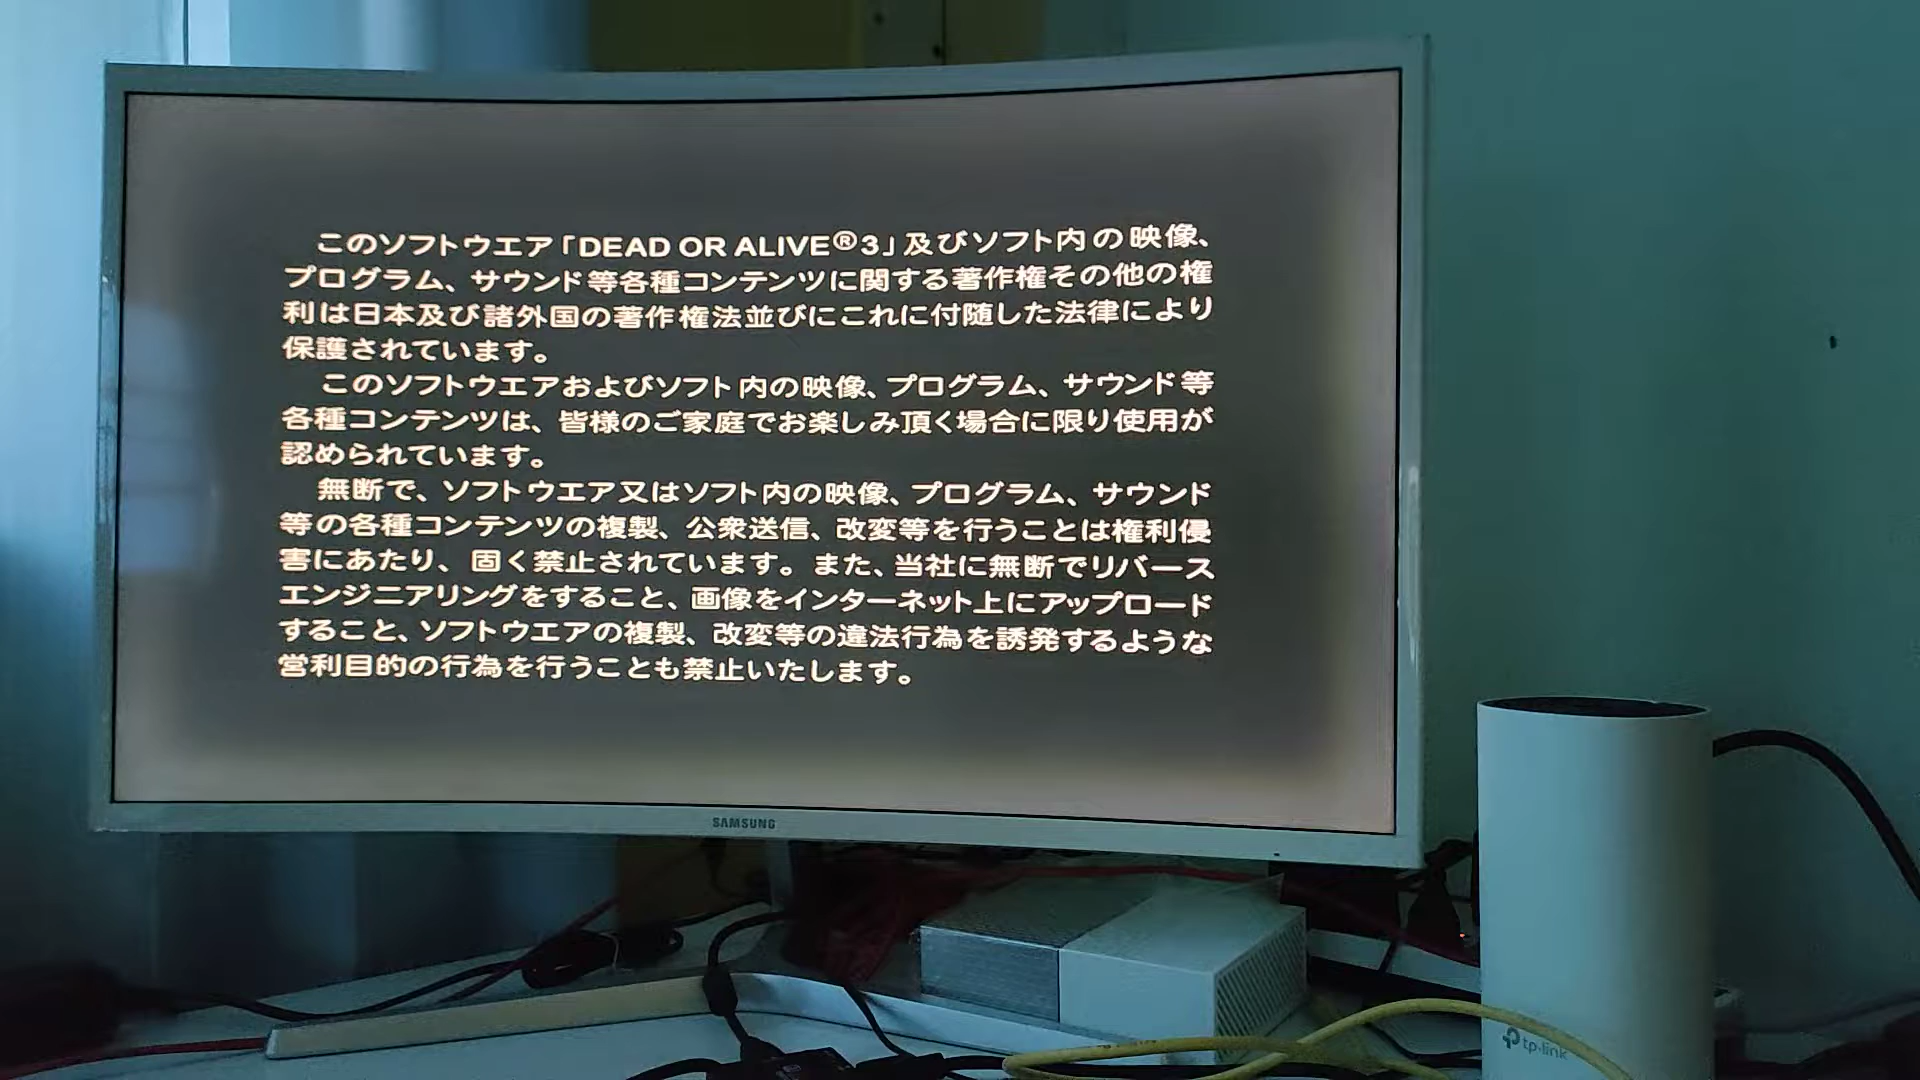 このソフトウエア「DEAD OR ALIVE®3」及びソフト内の映像、
プログラム、サウンド等各種コンテンツに関する著作権その他の権
利は日本及び諸外国の著作権法並びにこれに付随した法律により
保護されています。
このソフトウエアおよびソフト内の映像、プログラム、サウンド等
各種コンテンツは、皆様のご家庭でお楽しみ頂く場合に限り使用が
認められています。
無断で、ソフトウエア又はソフト内の映像、プログラム、サウンド
等の各種コンテンツの複製、公衆送信、改変等を行うことは権利侵
害にあたり、固く禁止されています。また、当社に無断でリバース
エンジニアリングをすること、画像をインターネット上にアップロード
すること、ソフトウエアの複製、改変等の違法行為を誘発するような
営利目的の行為を行うことも禁止いたします。
SAMSUNG
tp-link